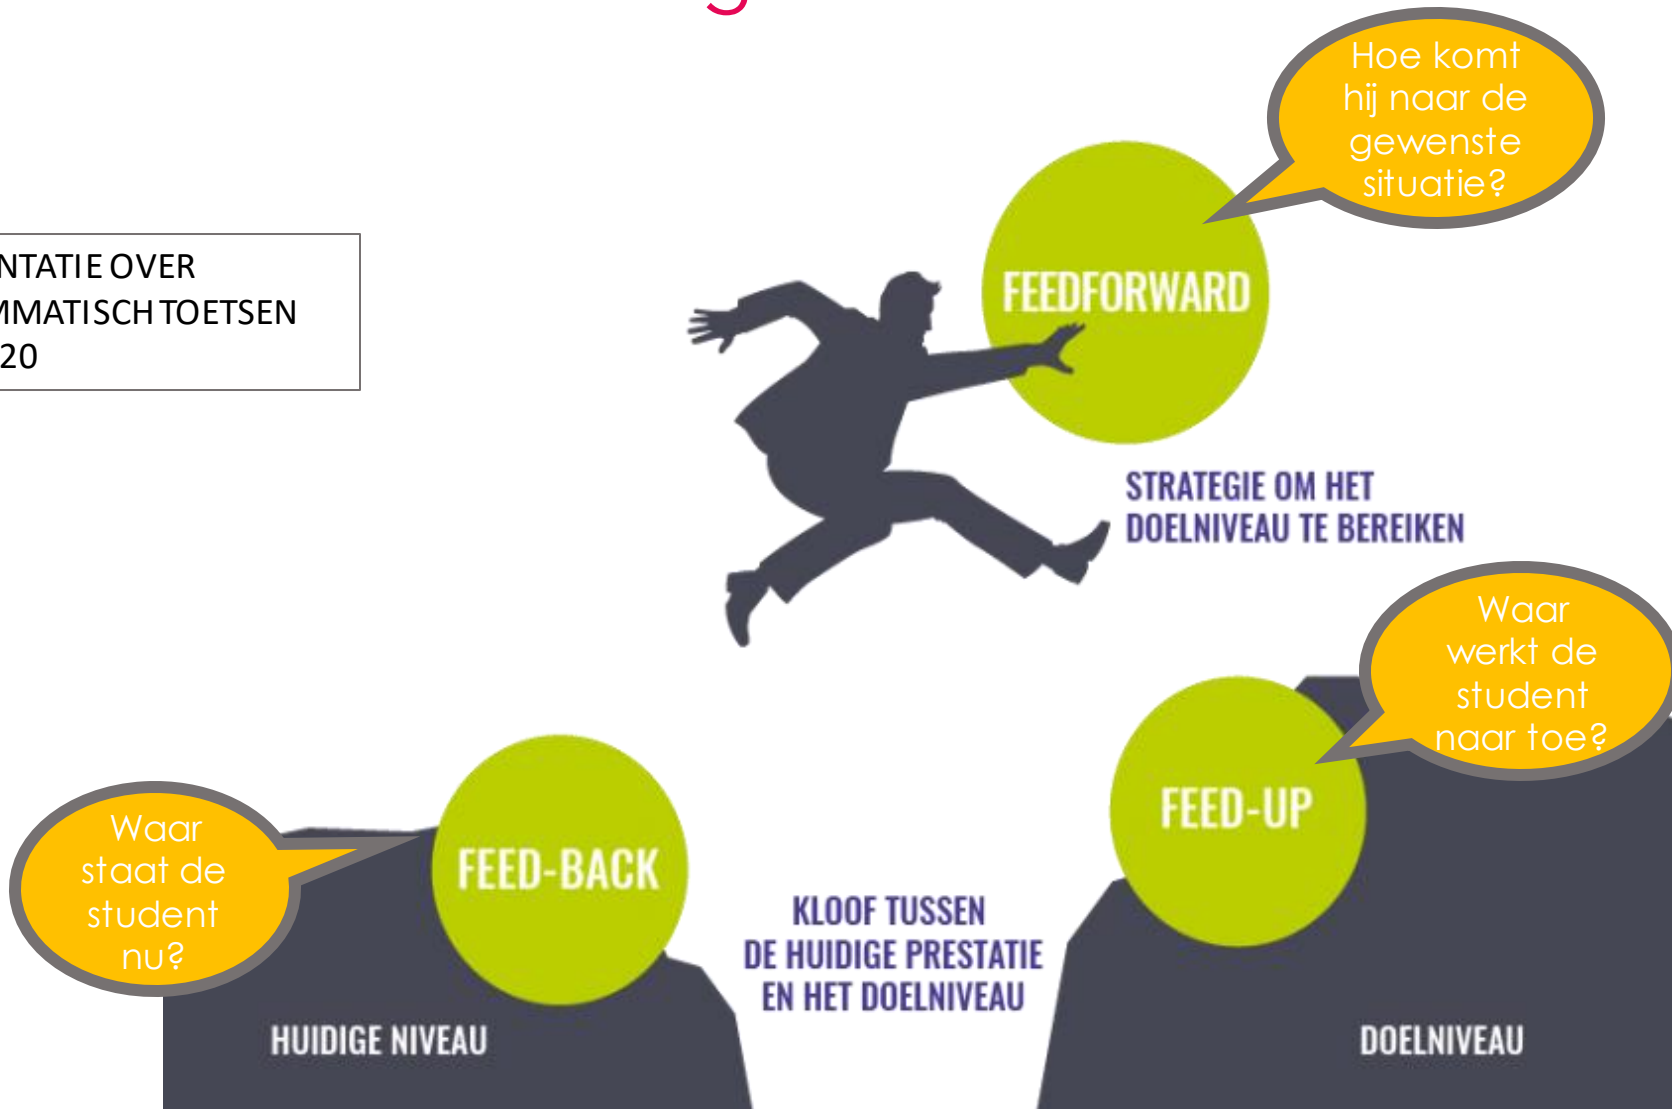 Hoe komt
hij naar de
gewenste
situatie?
NTATIE OVER
MMATISCH TOETSEN
20
FEEDFORWARD
STRATEGIE OM HET
DOELNIVEAU TE BEREIKEN
Waar
werkt de
student
naar toe?
FEED-UP
Waar
staat de
student
nu?
FEED-BACK
KLOOF TUSSEN
DE HUIDIGE PRESTATIE
EN HET DOELNIVEAU
HUIDIGE NIVEAU
DOELNIVEAU